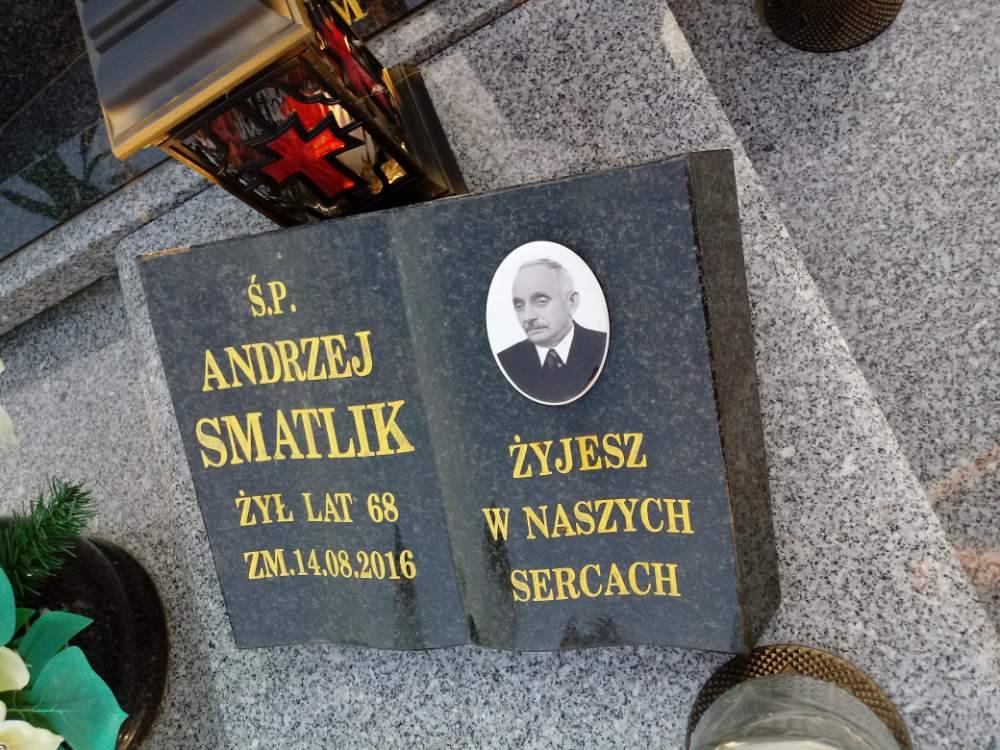 Ś.P.
ANDRZEJ
SMATLIK
ŻYŁ LAT 68
ZM.14.08.2016
ŻYJESZ
W NASZYCH
SERCACH